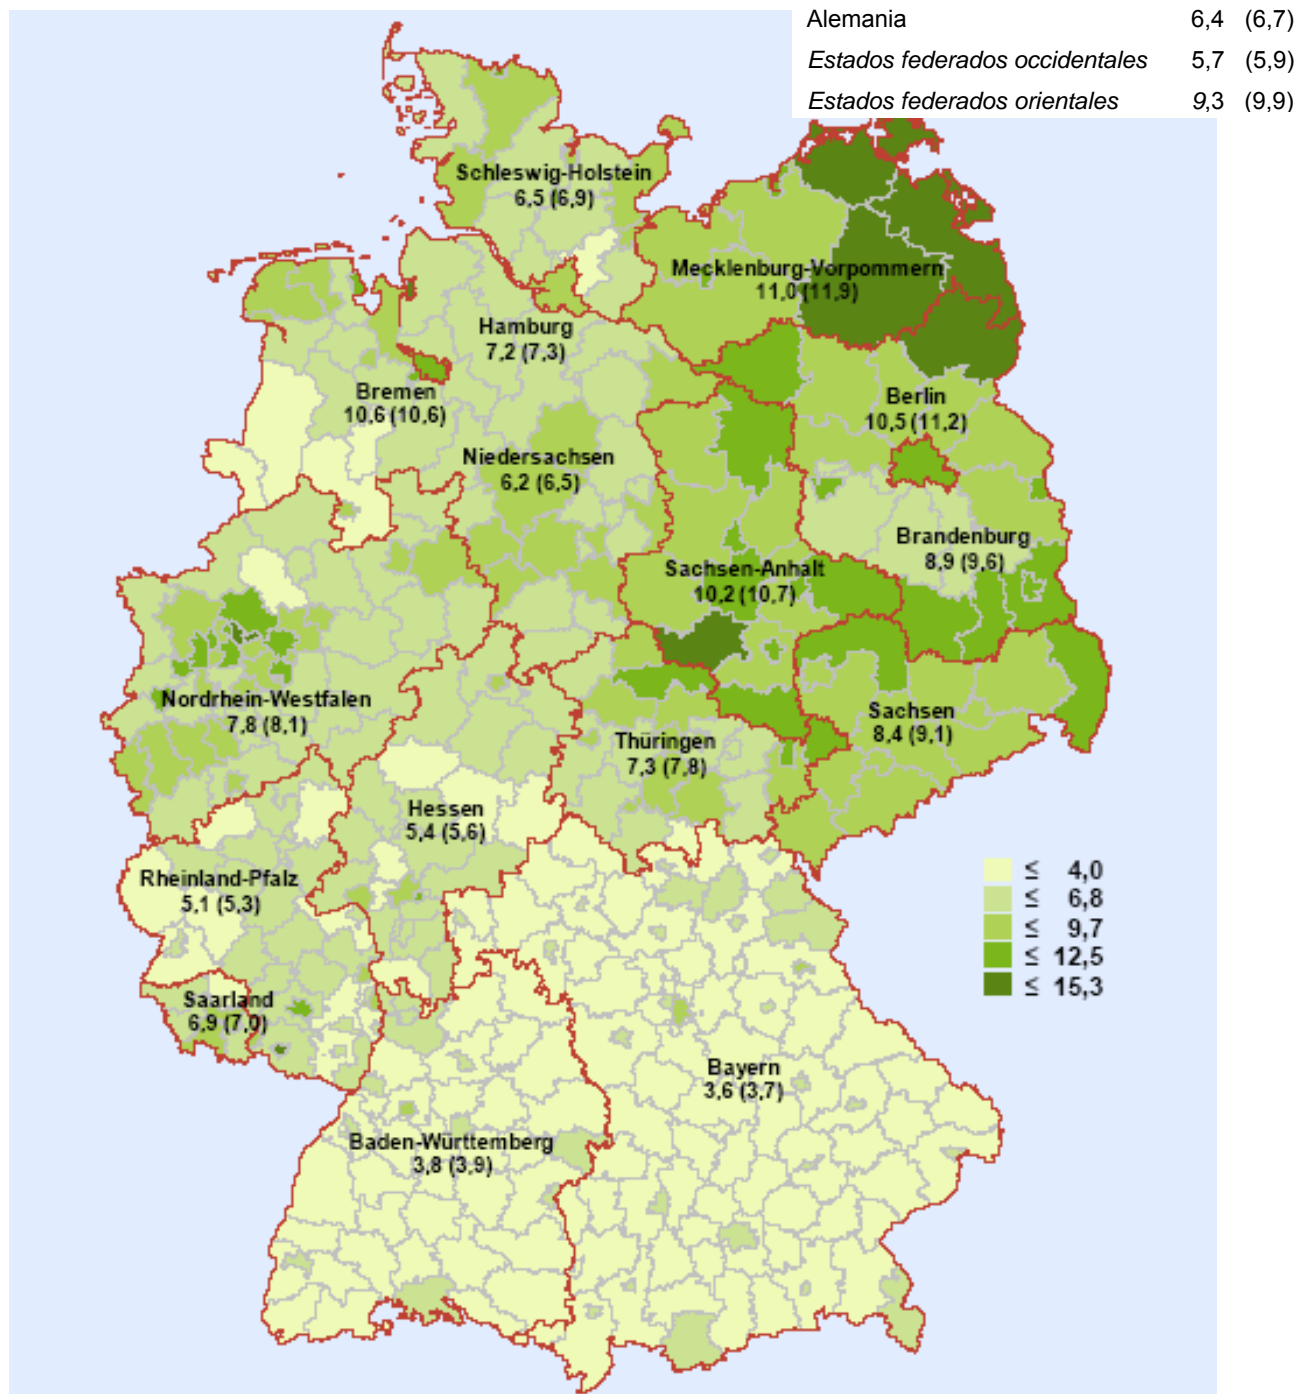 Alemania 6,4 (6,7)
Estados federados occidentales 5,7 (5,9)
Estados federados orientales 9,3 (9,9)
Schleswig-Holstein
6,5 (6,9)
Mecklenburg-Vorpommern
11,0 (11,9)
Hamburg
7,2 (7,3)
Bremen
10,6 (10,6)
Berlin
10,5 (11,2)
Niedersachsen
6,2 (6,5)
Brandenburg
8,9 (9,6)
Sachsen-Anhalt
10,2 (10,7)
Nordrhein-Westfalen
7,8 (8,1)
Sachsen
8,4 (9,1)
Thüringen
7,3 (7,8)
Hessen
5,4 (5,6)
Rheinland-Pfalz
5,1 (5,3)
Saarland
6,9 (7,0)
Bayern
3,6 (3,7)
Baden-Württemberg
3,8 (3,9)
≤ 4,0
≤ 6,8
≤ 9,7
≤ 12,5
≤ 15,3